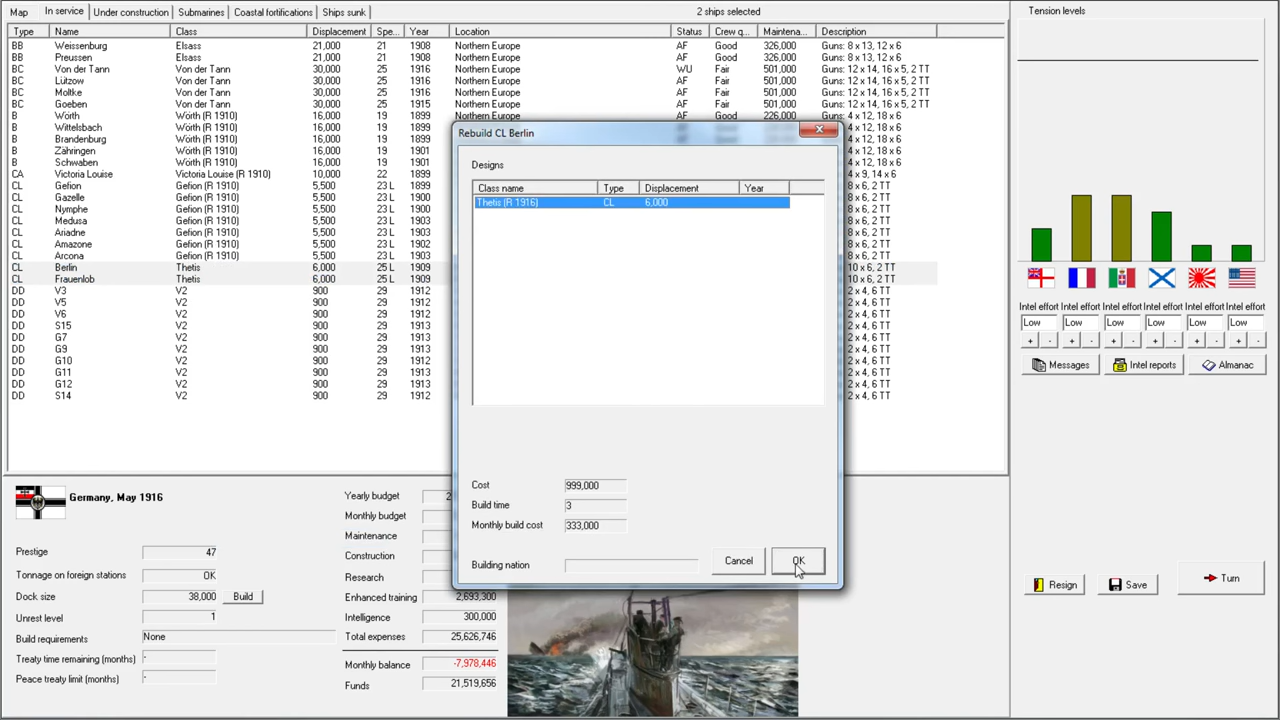 Map In service Under construction Submarines Coastal fortifications Ships sunk 2 ships selected Tension levels
Type Name Class Displacement Spe... Year Location Status Crew q... Maintena... Description
BB Weissenburg Elsass 21,000 21 1908 Northern Europe AF Good 326,000 Guns: 8 x 13, 12 x 6
BB Preussen Elsass 21,000 21 1908 Northern Europe AF Good 326,000 Guns: 8 x 13, 12 x 6
BC Von der Tann Von der Tann 30,000 25 1916 Northern Europe WU Fair 501,000 Guns: 12 x 14, 16 x 5, 2 TT
BC Lützow Von der Tann 30,000 25 1916 Northern Europe AF Fair 501,000 Guns: 12 x 14, 16 x 5, 2 TT
BC Moltke Von der Tann 30,000 25 1916 Northern Europe AF Fair 501,000 Guns: 12 x 14, 16 x 5, 2 TT
BC Goeben Von der Tann 30,000 25 1915 Northern Europe AF Fair 501,000 Guns: 12 x 14, 16 x 5, 2 TT
B Wörth Wörth (R 1910) 16,000 19 1899 Northern Europe AF Good 226,000 Guns: 4 x 12, 18 x 6
B Wittelsbach Wörth (R 1910) 16,000 19 1899 4 x 12, 18 x 6
B Brandenburg Wörth (R 1910) 16,000 19 1899 4 x 12, 18 x 6
B Zähringen Wörth (R 1910) 16,000 19 1901 4 x 12, 18 x 6
B Schwaben Wörth (R 1910) 16,000 19 1901 4 x 12, 18 x 6
CA Victoria Louise Victoria Louise (R 1910) 10,000 22 1899 4 x 9, 14 x 6
CL Gefion Gefion (R 1910) 5,500 23 L 1899 8 x 6, 2 TT
CL Gazelle Gefion (R 1910) 5,500 23 L 1899 8 x 6, 2 TT
CL Nymphe Gefion (R 1910) 5,500 23 L 1900 8 x 6, 2 TT
CL Medusa Gefion (R 1910) 5,500 23 L 1901 8 x 6, 2 TT
CL Ariadne Gefion (R 1910) 5,500 23 L 1901 8 x 6, 2 TT
CL Amazone Gefion (R 1910) 5,500 23 L 1902 8 x 6, 2 TT
CL Arcona Gefion (R 1910) 5,500 23 L 1903 8 x 6, 2 TT
CL Berlin Thetis 6,000 25 L 1909 10 x 6, 2 TT
CL Frauenlob Thetis 6,000 25 L 1909 10 x 6, 2 TT
DD V3 V2 900 29 1912 2 x 4, 6 TT
DD V5 V2 900 29 1912 2 x 4, 6 TT
DD V6 V2 900 29 1912 2 x 4, 6 TT
DD S15 V2 900 29 1913 2 x 4, 6 TT
DD G7 V2 900 29 1913 2 x 4, 6 TT
DD G9 V2 900 29 1913 2 x 4, 6 TT
DD G10 V2 900 29 1912 2 x 4, 6 TT
DD G11 V2 900 29 1913 2 x 4, 6 TT
DD G12 V2 900 29 1913 2 x 4, 6 TT
DD S14 V2 900 29 1912 2 x 4, 6 TT
Rebuild CL Berlin
Designs
Class name Type Displacement Year
Thetis (R 1916) CL 6,000
Cost 999,000
Build time 3
Monthly build cost 333,000
Building nation
Cancel OK
Intel effort Intel effort Intel effort Intel effort Intel effort Intel effort
Low Low Low Low Low Low
+ - + - + - + - + - + -
Messages Intel reports Almanac
Resign Save Turn
Germany, May 1916
Prestige 47
Tonnage on foreign stations OK
Dock size 38,000 Build
Unrest level 1
Build requirements None
Treaty time remaining (months) -
Peace treaty limit (months) -
Yearly budget 2
Monthly budget
Maintenance
Construction
Research
Enhanced training 2,693,300
Intelligence 300,000
Total expenses 25,626,746
Monthly balance -7,978,446
Funds 21,519,656